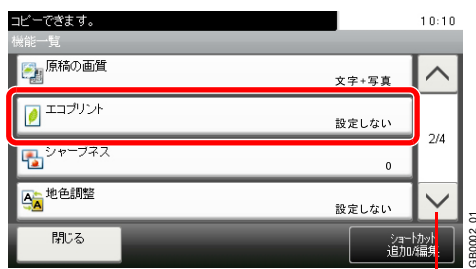 コピーできます。
10:10
機能一覧
原稿の画質
文字+写真
エコプリント
設定しない
2/4
シャープネス
0
地色調整
設定しない
閉じる
ショートカット
追加/編集
GB0002_01